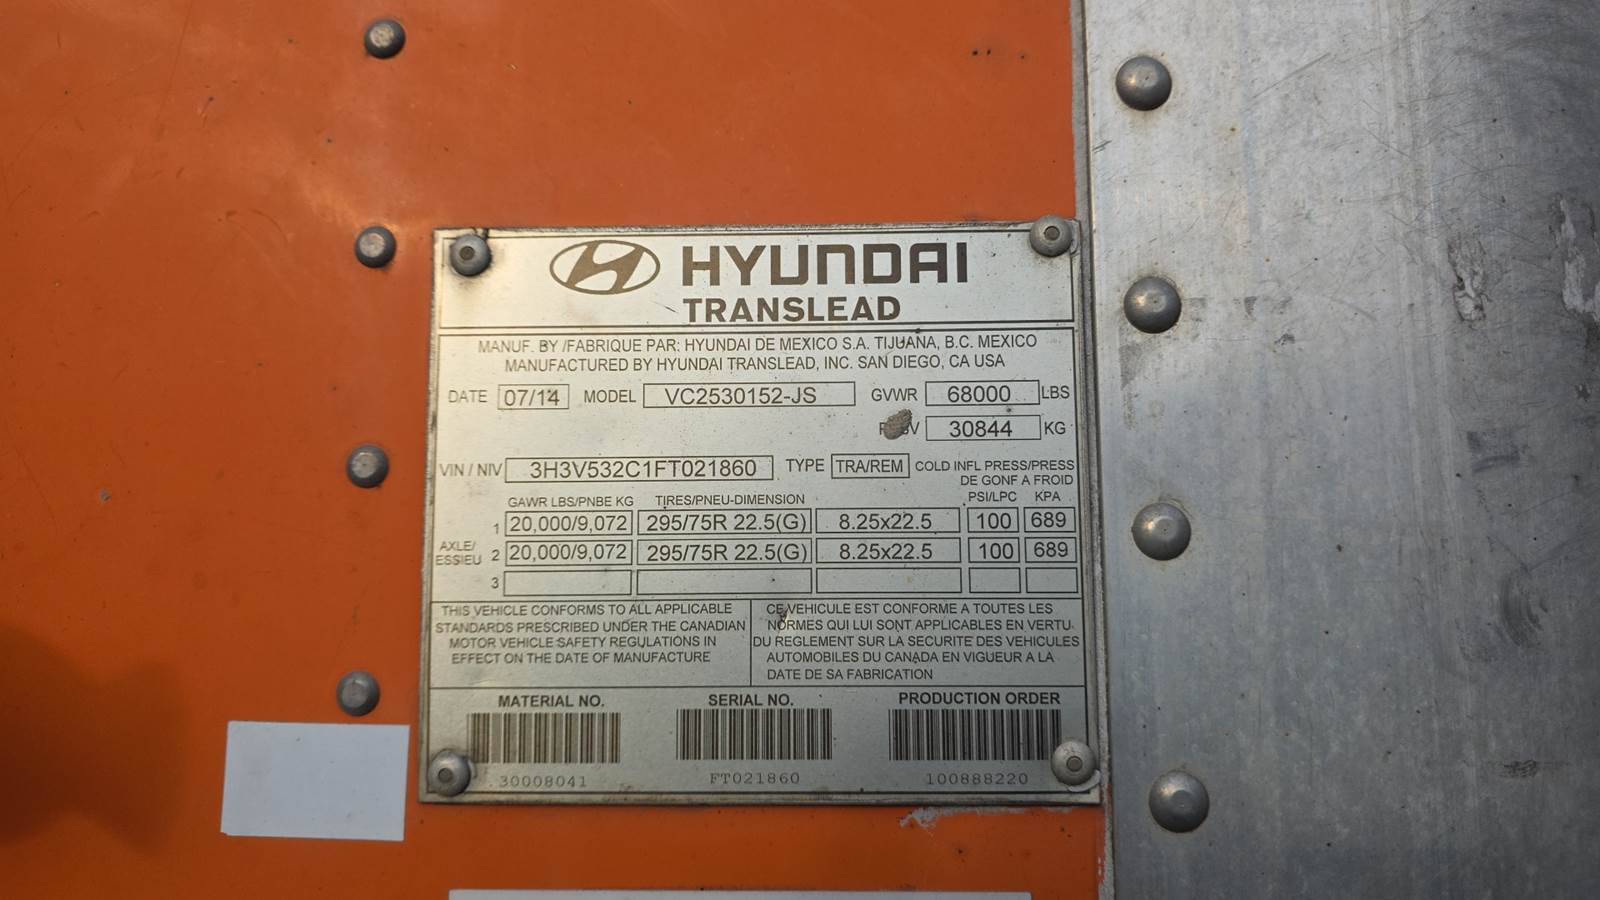 HYUNDAI
TRANSLEAD
MANUF. BY /FABRIQUE PAR: HYUNDAI DE MEXICO S.A. TIJUANA, B.C. MEXICO
MANUFACTURED BY HYUNDAI TRANSLEAD, INC. SAN DIEGO, CA USA
DATE 07/14 MODEL VC2530152-JS GVWR 68000 LBS
30844 KG
VIN / NIV 3H3V532C1FT021860 TYPE TRA/REM COLD INFL PRESS/PRESS
DE GONF A FROID
GAWR LBS/PNBE KG TIRES/PNEU-DIMENSION PSI/LPC KPA
1 20,000/9,072 295/75R 22.5(G) 8.25x22.5 100 689
AXLE/
ESSIEU 2 20,000/9,072 295/75R 22.5(G) 8.25x22.5 100 689
3
THIS VEHICLE CONFORMS TO ALL APPLICABLE
STANDARDS PRESCRIBED UNDER THE CANADIAN
MOTOR VEHICLE SAFETY REGULATIONS IN
EFFECT ON THE DATE OF MANUFACTURE
CE VEHICULE EST CONFORME A TOUTES LES
NORMES QUI LUI SONT APPLICABLES EN VERTU
DU REGLEMENT SUR LA SECURITE DES VEHICULES
AUTOMOBILES DU CANADA EN VIGUEUR A LA
DATE DE SA FABRICATION
MATERIAL NO. SERIAL NO. PRODUCTION ORDER
30008041 FT021860 100888220